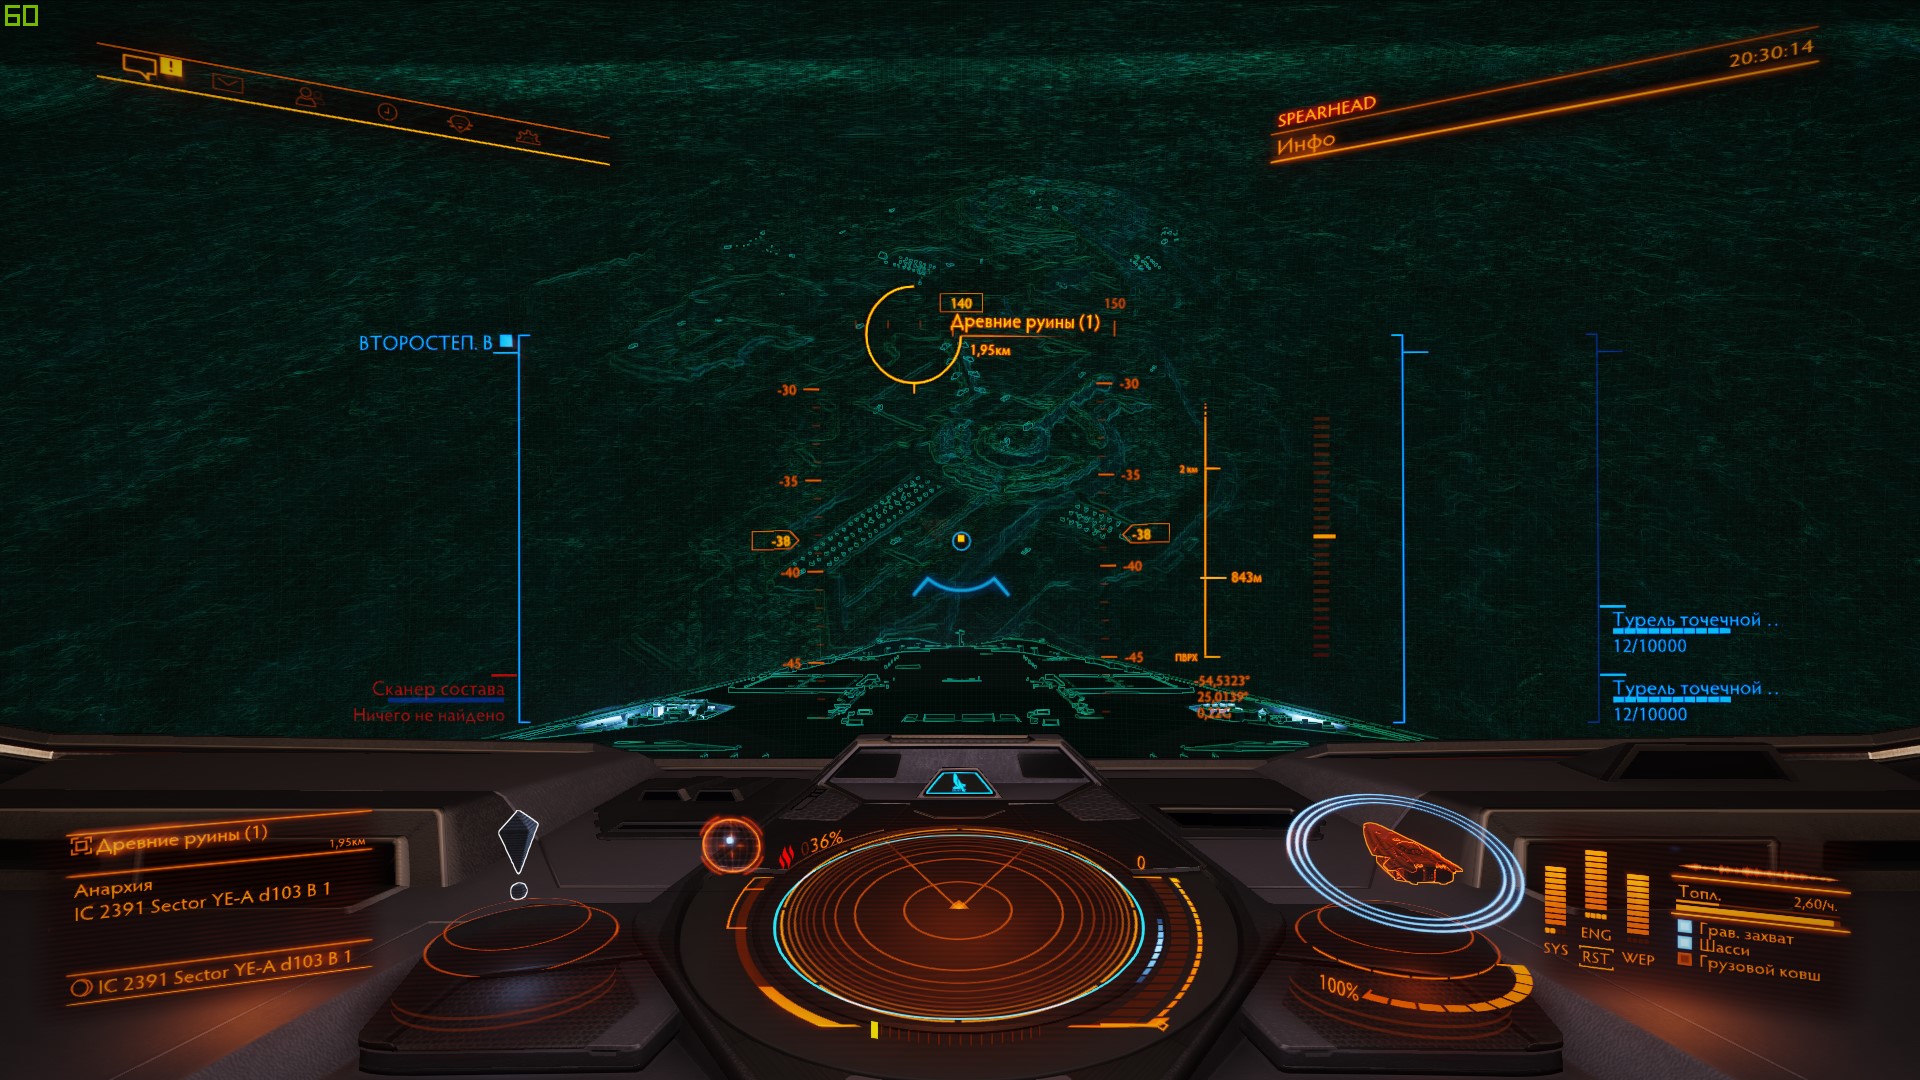 60
20:30:14
SPEARHEAD
Инфо
140
150
Древние руины (1)
1,95км
ВТОРОСТЕП. В
-30
-30
-35
-35
2 км
-38
-38
-40
-40
843м
-45
-45
ПВРХ
-54,5323°
25,0139°
Турель точечной ..
12/10000
Турель точечной ..
12/10000
Сканер состава
Ничего не найдено
Древние руины (1)
1,95км
Анархия
IC 2391 Sector YE-A d103 B 1
IC 2391 Sector YE-A d103 B 1
036%
0
100%
SYS
ENG
RST
WEP
Топл.
2,60/ч.
Грав. захват
Шасси
Грузовой ковш